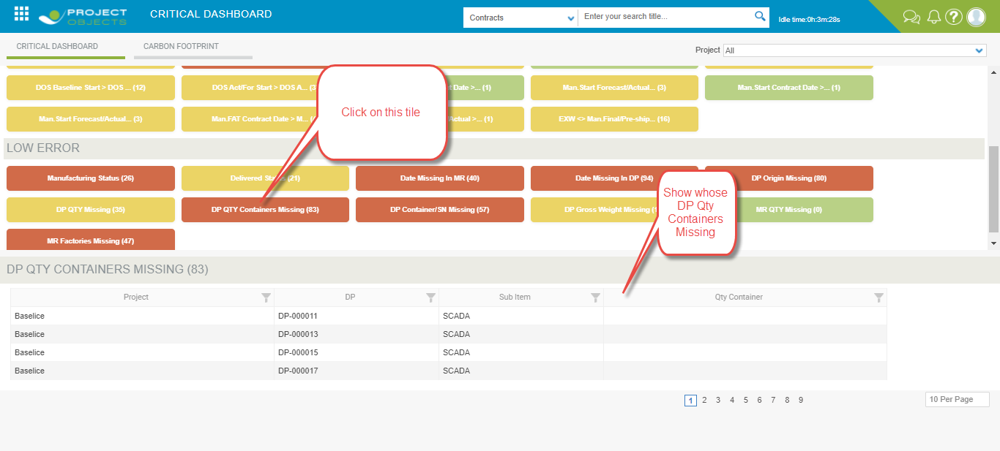 PROJECT
OBJECTS
CRITICAL DASHBOARD
Contracts
Enter your search title...
Idle time:0h:3m:28s
CRITICAL DASHBOARD
CARBON FOOTPRINT
Project
All
DOS Baseline Start > DOS ... (12)
DOS Act/For Start > DOS A... (3
Date >... (1)
Man.Start Forecast/Actual... (3)
Man.Start Contract Date >... (1)
Man.Start Forecast/Actual... (3)
Man.FAT Contract Date > M...
Actual >... (1)
EXW <> Man.Final/Pre-ship... (16)
Click on this tile
LOW ERROR
Manufacturing Status (26)
Delivered (21)
Date Missing In MR (40)
Date Missing In DP (94)
DP Origin Missing (80)
DP QTY Missing (35)
DP QTY Containers Missing (83)
DP Container/SN Missing (57)
DP Gross Weight Missing
MR QTY Missing (0)
MR Factories Missing (47)
Show whose
DP Qty
Containers
Missing
DP QTY CONTAINERS MISSING (83)
Project
DP
Sub Item
Qty Container
Baselice
DP-000011
SCADA
Baselice
DP-000013
SCADA
Baselice
DP-000015
SCADA
Baselice
DP-000017
SCADA
1 2 3 4 5 6 7 8 9
10 Per Page